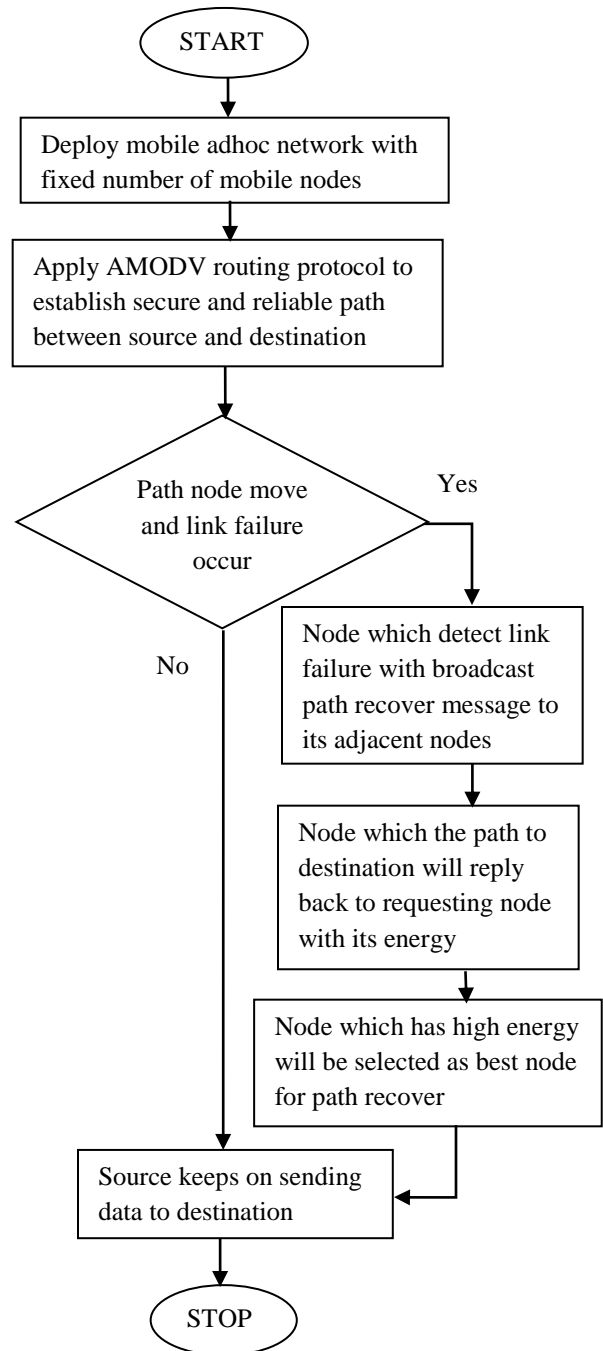 START
Deploy mobile adhoc network with
fixed number of mobile nodes
Apply AMODV routing protocol to
establish secure and reliable path
between source and destination
Path node move
and link failure
occur
Yes
No
Node which detect link
failure with broadcast
path recover message to
its adjacent nodes
Node which the path to
destination will reply
back to requesting node
with its energy
Node which has high energy
will be selected as best node
for path recover
Source keeps on sending
data to destination
STOP